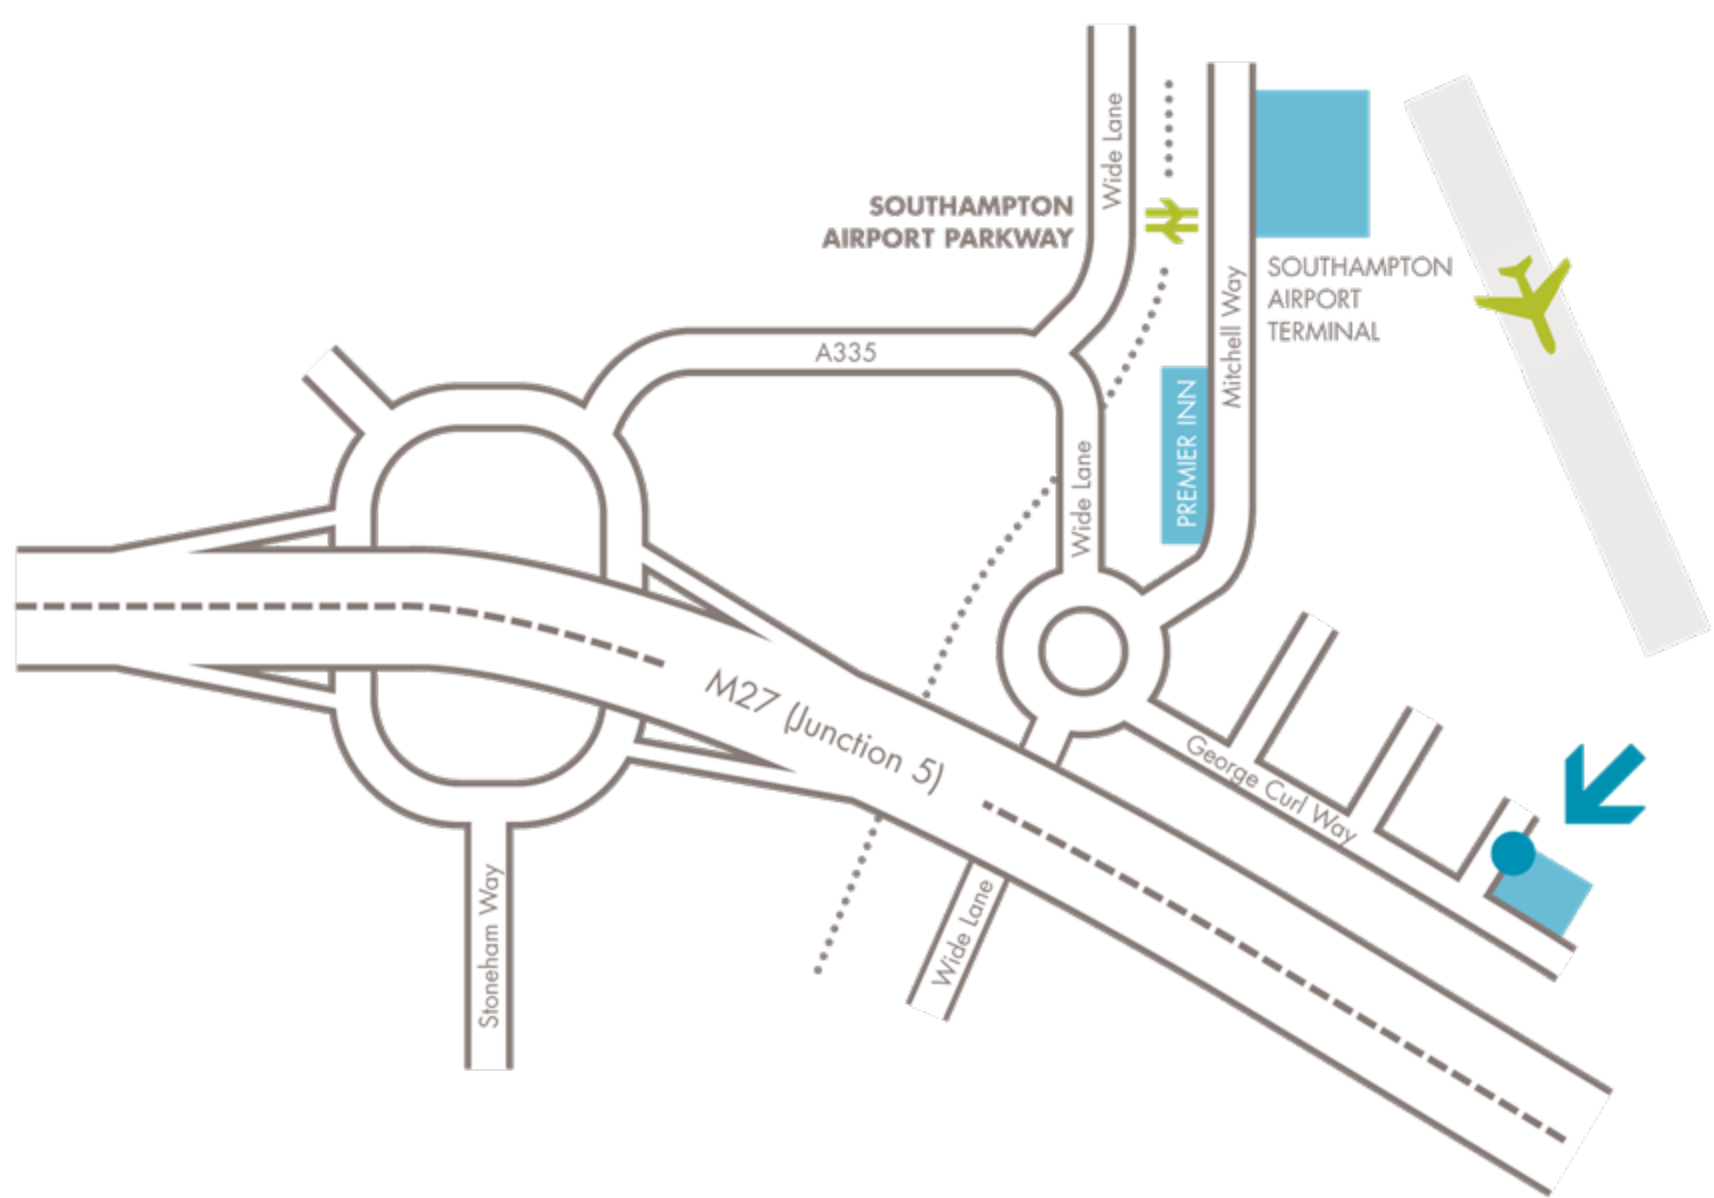 Wide Lane
SOUTHAMPTON
AIRPORT PARKWAY
SOUTHAMPTON
AIRPORT
TERMINAL
Mitchell Way
A335
PREMIER INN
Wide Lane
M27 (Junction 5)
George Curl Way
Stoneham Way
Wide Lane